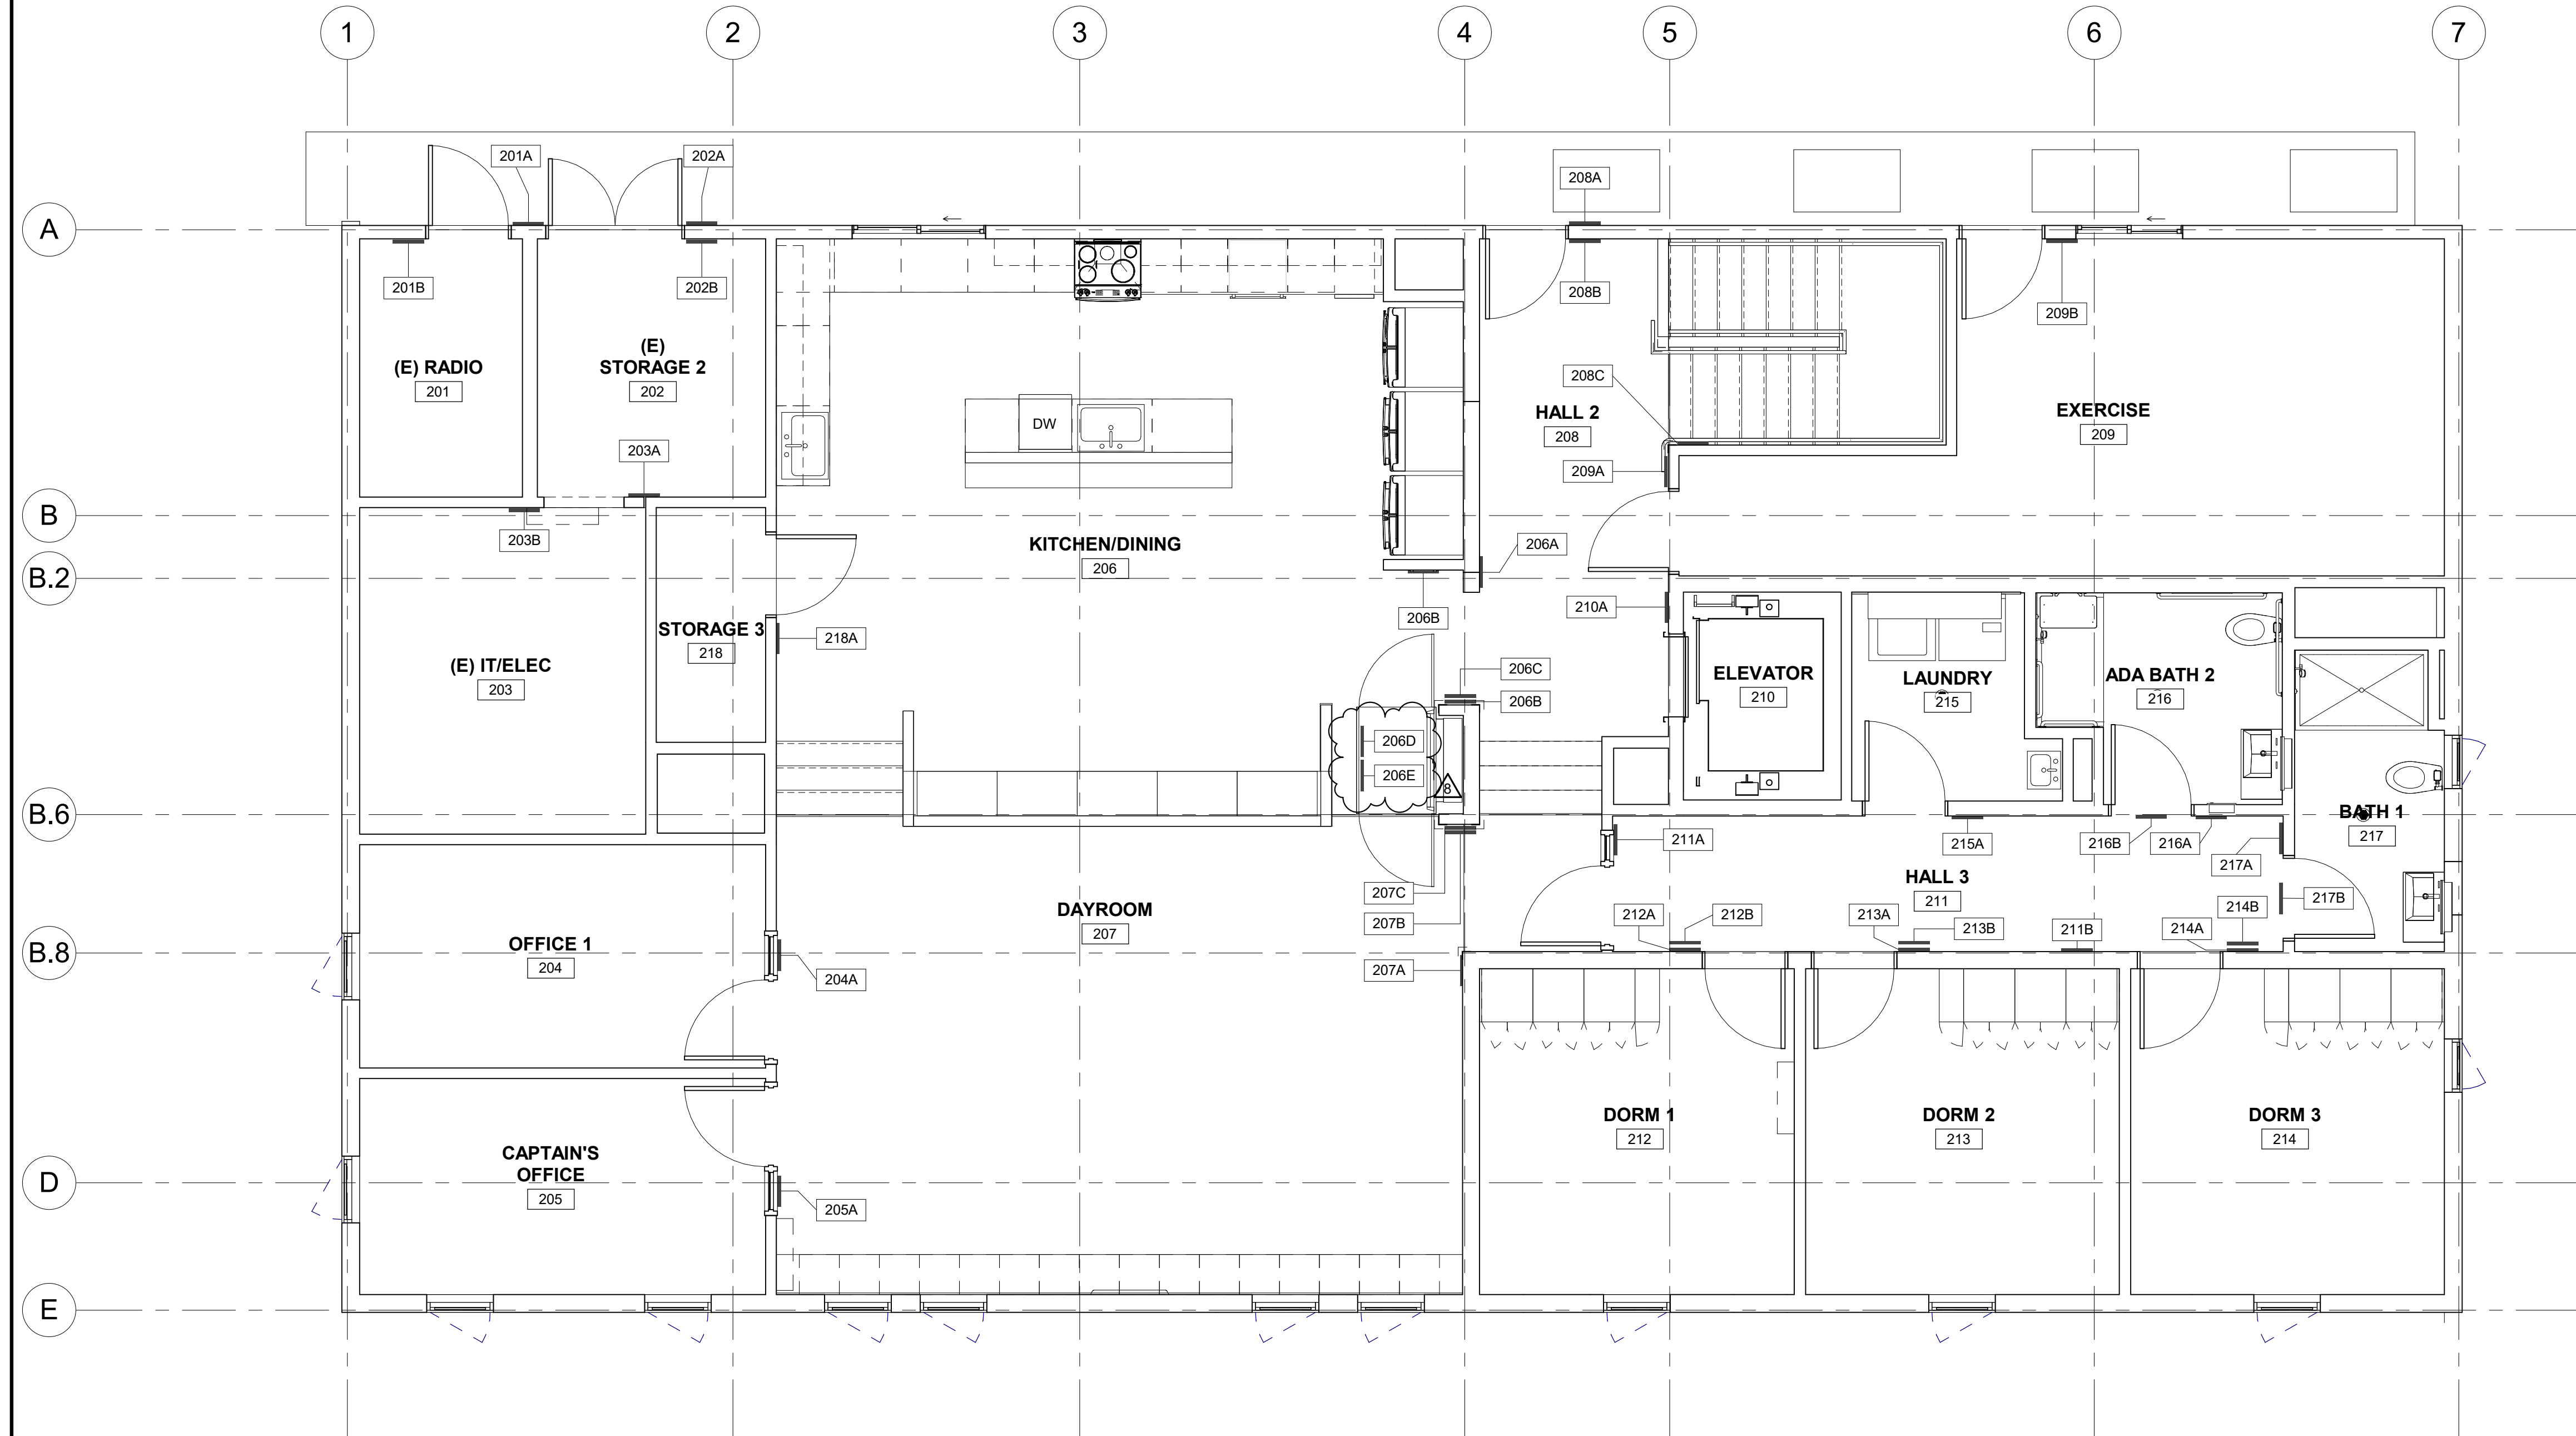 1
2
3
4
5
6
7
201A
202A
208A
A
201B
202B
208B
209B
(E) RADIO
201
(E)
STORAGE 2
202
208C
HALL 2
208
EXERCISE
209
DW
203A
209A
B
203B
KITCHEN/DINING
206
206A
B.2
206B
210A
STORAGE 3
218
218A
(E) IT/ELEC
203
206C
206B
ELEVATOR
210
LAUNDRY
215
ADA BATH 2
216
206D
206E
8
B.6
BATH 1
217
211A
215A
216B
216A
217A
HALL 3
211
207C
217B
DAYROOM
207
207B
212A
212B
213A
213B
211B
214A
214B
B.8
OFFICE 1
204
204A
207A
DORM 1
212
DORM 2
213
DORM 3
214
CAPTAIN'S
OFFICE
205
D
205A
E